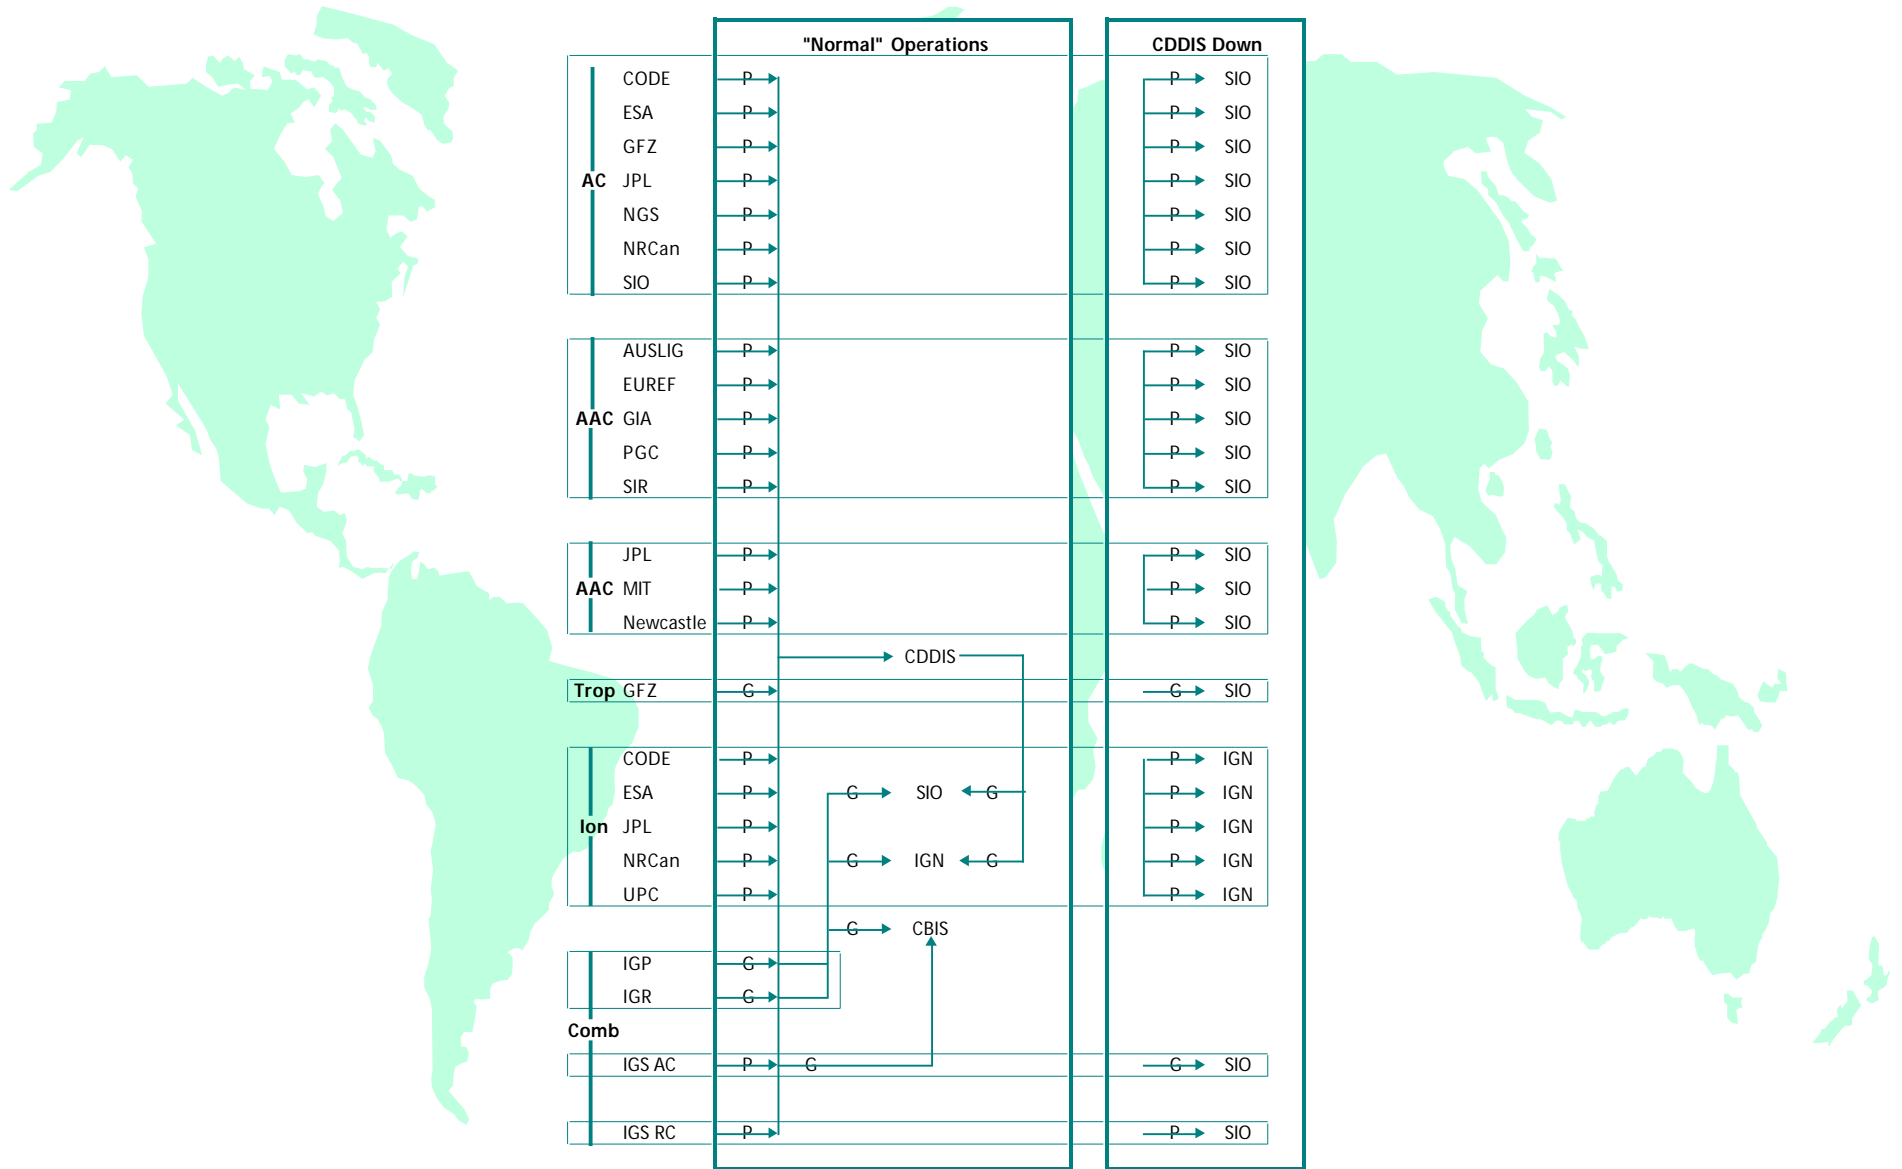 "Normal" Operations CDDIS Down
CODE P P SIO
ESA P P SIO
GFZ P P SIO
AC JPL P P SIO
NGS P P SIO
NRCan P P SIO
SIO P P SIO
AUSLIG P P SIO
EUREF P P SIO
AAC GIA P P SIO
PGC P P SIO
SIR P P SIO
JPL P P SIO
AAC MIT P P SIO
Newcastle P P SIO
CDDIS
Trop GFZ G G SIO
CODE P P IGN
ESA P G SIO G P IGN
Ion JPL P P IGN
NRCan P G IGN G P IGN
UPC P P IGN
G CBIS
IGP G
IGR G
Comb
IGS AC P G G SIO
IGS RC P P SIO